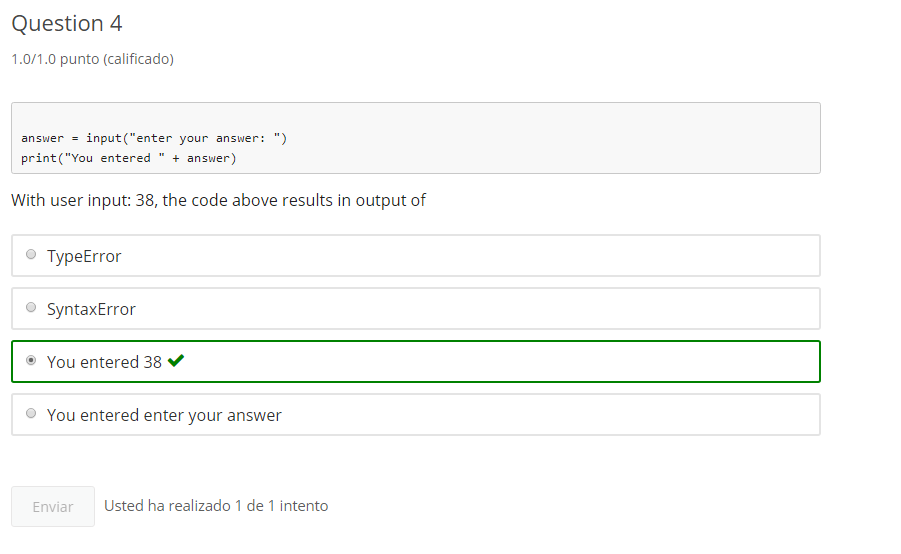 Question 4
1.0/1.0 punto (calificado)
answer = input("enter your answer: ")
print("You entered " + answer)
With user input: 38, the code above results in output of
TypeError
SyntaxError
You entered 38
You entered enter your answer
Enviar Usted ha realizado 1 de 1 intento